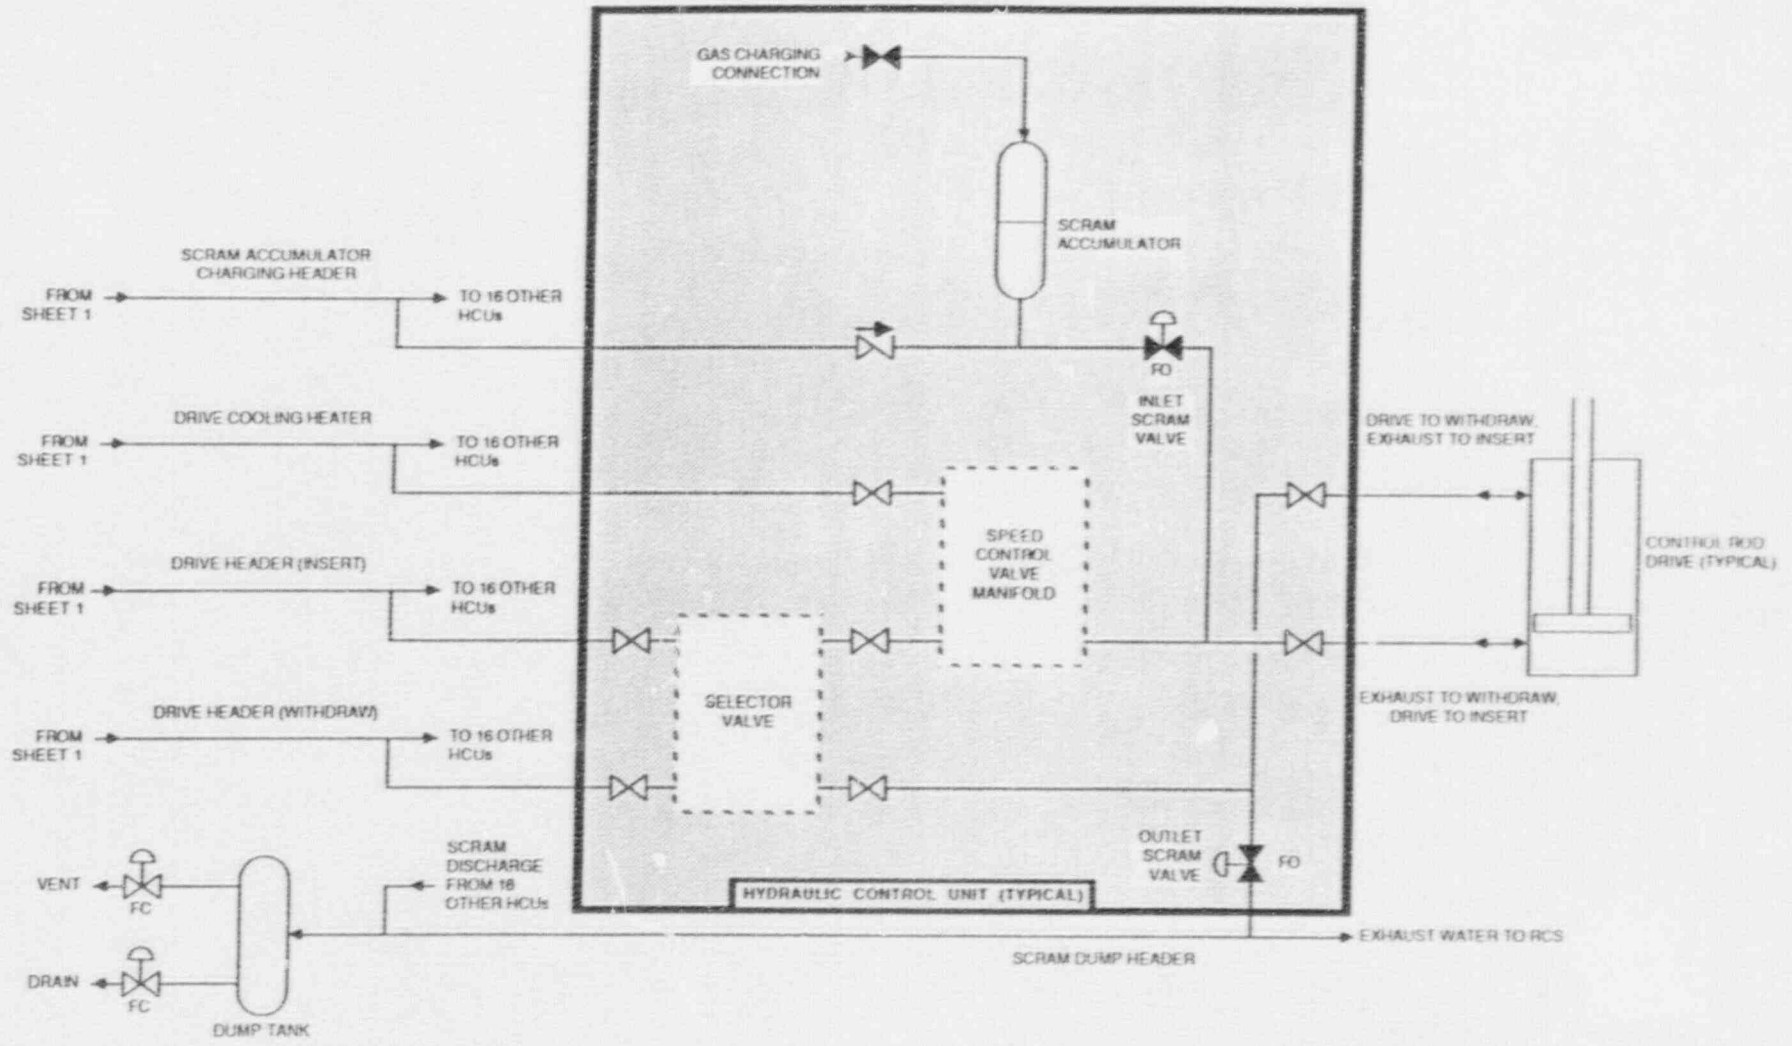 GAS CHARGING
CONNECTION
SCRAM
ACCUMULATOR
SCRAM ACCUMULATOR
CHARGING HEADER
FROM
SHEET 1
TO 16 OTHER
HCUs
FO
INLET
SCRAM
VALVE
DRIVE COOLING HEATER
FROM
SHEET 1
TO 16 OTHER
HCUs
DRIVE TO WITHDRAW,
EXHAUST TO INSERT
SPEED
CONTROL
VALVE
MANIFOLD
CONTROL ROD
DRIVE (TYPICAL)
DRIVE HEADER (INSERT)
FROM
SHEET 1
TO 16 OTHER
HCUs
SELECTOR
VALVE
EXHAUST TO WITHDRAW,
DRIVE TO INSERT
DRIVE HEADER (WITHDRAW)
FROM
SHEET 1
TO 16 OTHER
HCUs
OUTLET
SCRAM
VALVE
FO
SCRAM
DISCHARGE
FROM 16
OTHER HCUs
VENT
FC
HYDRAULIC CONTROL UNIT (TYPICAL)
EXHAUST WATER TO RCS
SCRAM DUMP HEADER
DRAIN
FC
DUMP TANK